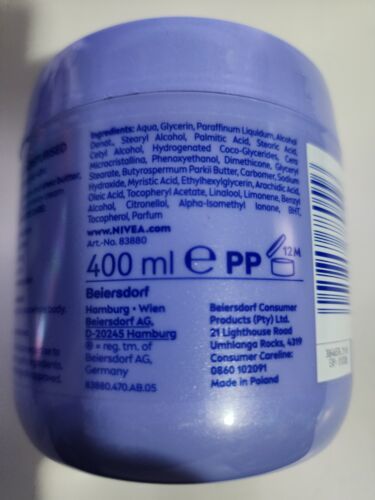 Ingredients: Aqua, Glycerin, Paraffinum Liquidum, Alcohol
Denat., Stearyl Alcohol, Palmitic Acid, Stearic Acid,
Cetyl Alcohol, Hydrogenated Coco-Glycerides, Cera
Microcristallina, Phenoxyethanol, Dimethicone, Glyceryl
Stearate, Butyrospermum Parkii Butter, Carbomer, Sodium
Hydroxide, Myristic Acid, Ethylhexylglycerin, Arachidic Acid,
Oleic Acid, Tocopheryl Acetate, Linalool, Limonene, Benzyl
Alcohol, Citronellol, Alpha-Isomethyl Ionone, BHT,
Tocopherol, Parfum
www.NIVEA.com
Art.-No. 83880
400 ml e PP 12M
Beiersdorf
Hamburg • Wien
Beiersdorf AG,
D-20245 Hamburg
® = reg. tm. of
Beiersdorf AG,
Germany
83880.470.AB.05
Beiersdorf Consumer
Products (Pty) Ltd.
21 Lighthouse Road
Umhlanga Rocks, 4319
Consumer Careline:
0860 102091
Made in Poland